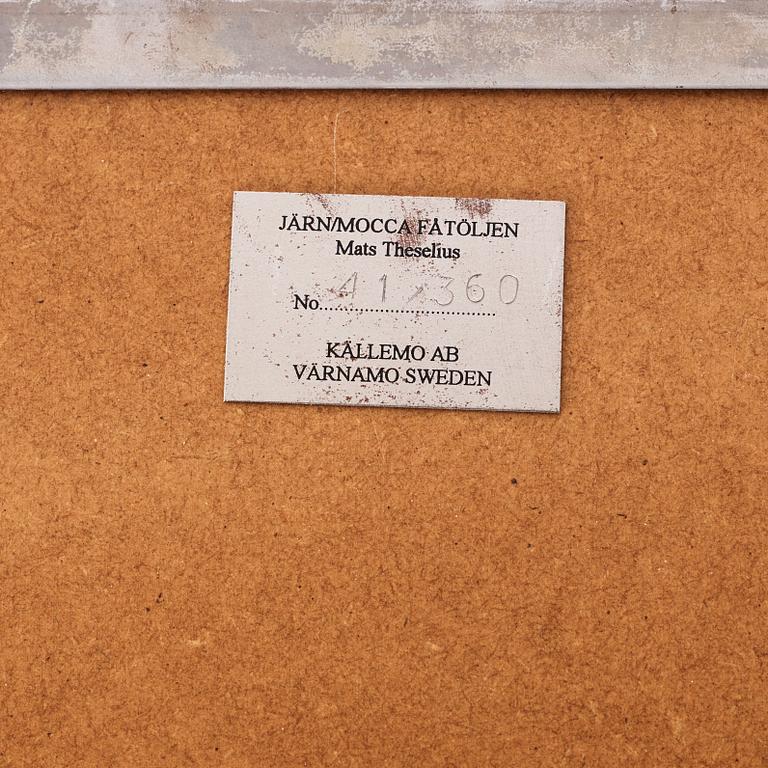 JÄRN/MOCCA FÅTÖLJEN
Mats Theselius
No. 41/360
KÄLLEMO AB
VÄRNAMO SWEDEN